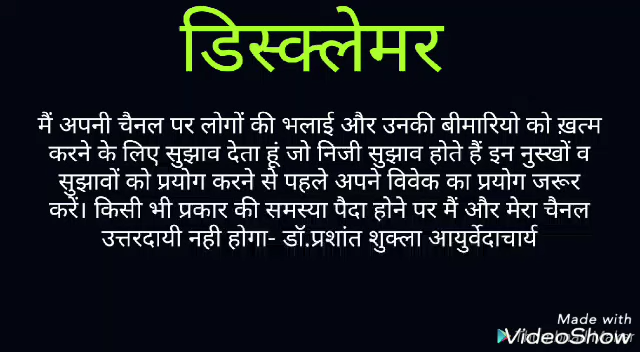 डिस्क्लेमर
मैं अपनी चैनल पर लोगों की भलाई और उनकी बीमारियो को ख़त्म
करने के लिए सुझाव देता हूं जो निजी सुझाव होते हैं इन नुस्खों व
सुझावों को प्रयोग करने से पहले अपने विवेक का प्रयोग जरूर
करें। किसी भी प्रकार की समस्या पैदा होने पर मैं और मेरा चैनल
उत्तरदायी नही होगा- डॉ.प्रशांत शुक्ला आयुर्वेदाचार्य
Made with
VideoShow